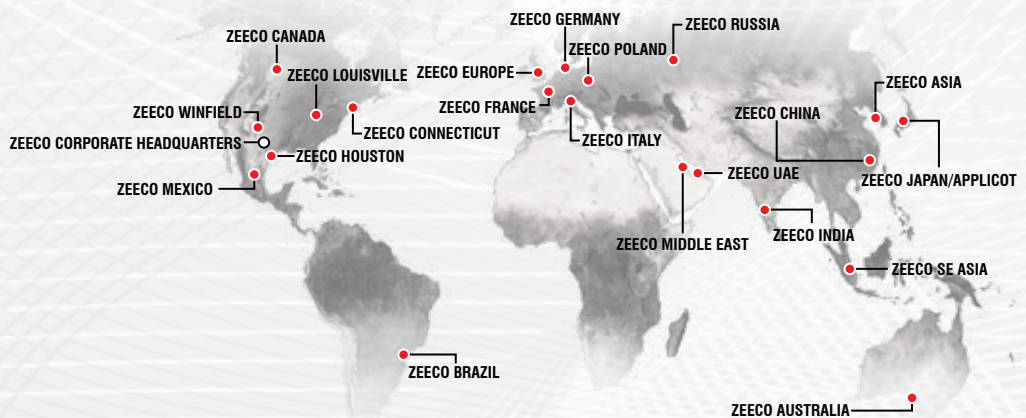 ZEECO GERMANY
ZEECO RUSSIA
ZEECO CANADA
ZEECO POLAND
ZEECO LOUISVILLE
ZEECO EUROPE
ZEECO ASIA
ZEECO WINFIELD
ZEECO FRANCE
ZEECO CHINA
ZEECO CONNECTICUT
ZEECO ITALY
ZEECO CORPORATE HEADQUARTERS
ZEECO HOUSTON
ZEECO UAE
ZEECO JAPAN/APPLICOT
ZEECO MEXICO
ZEECO INDIA
ZEECO MIDDLE EAST
ZEECO SE ASIA
ZEECO BRAZIL
ZEECO AUSTRALIA